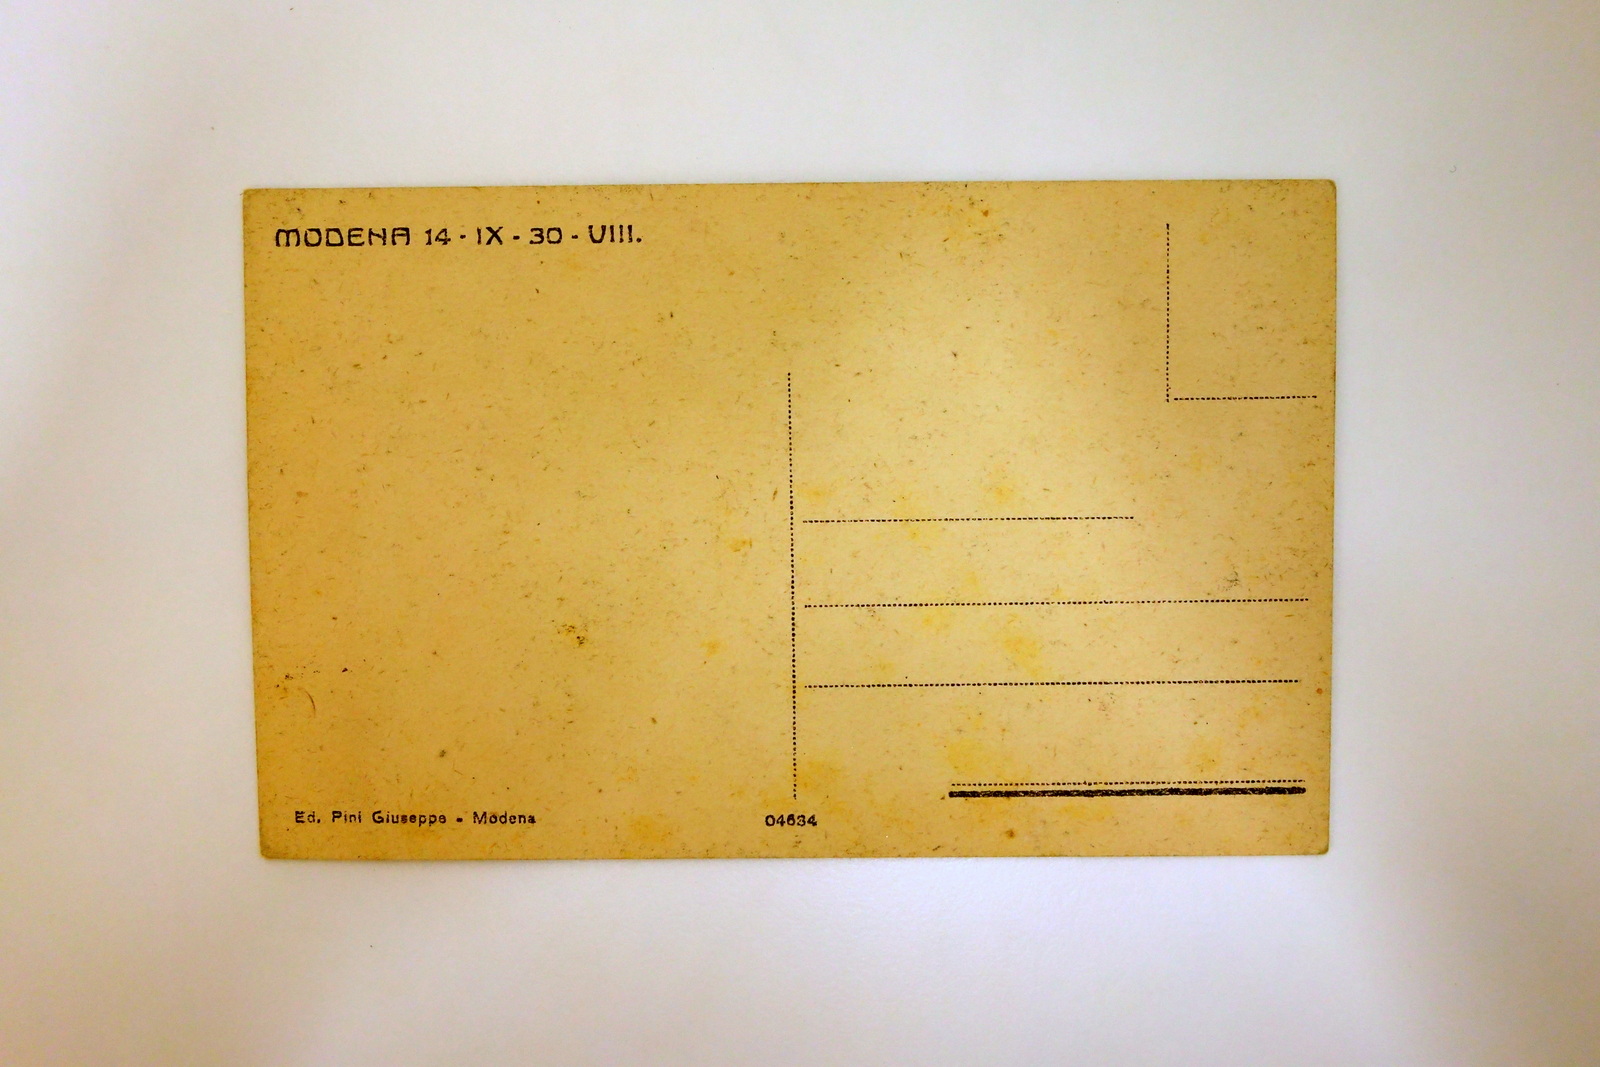 MODENA 14 - IX - 30 - VIII.
Ed. Pini Giuseppe - Modena
04634